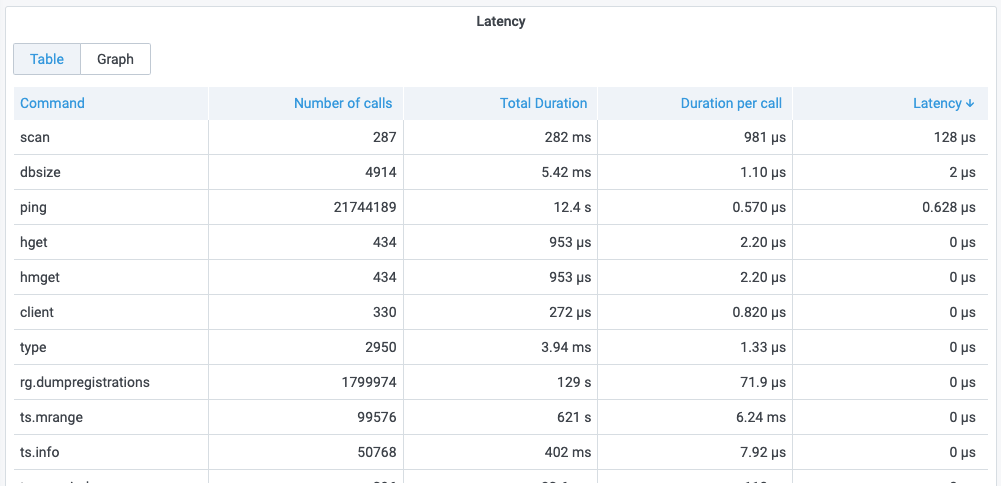 Latency
Table Graph
Command Number of calls Total Duration Duration per call Latency ↓
scan 287 282 ms 981 µs 128 µs
dbsize 4914 5.42 ms 1.10 µs 2 µs
ping 21744189 12.4 s 0.570 µs 0.628 µs
hget 434 953 µs 2.20 µs 0 µs
hmget 434 953 µs 2.20 µs 0 µs
client 330 272 µs 0.820 µs 0 µs
type 2950 3.94 ms 1.33 µs 0 µs
rg.dumpregistrations 1799974 129 s 71.9 µs 0 µs
ts.mrange 99576 621 s 6.24 ms 0 µs
ts.info 50768 402 ms 7.92 µs 0 µs